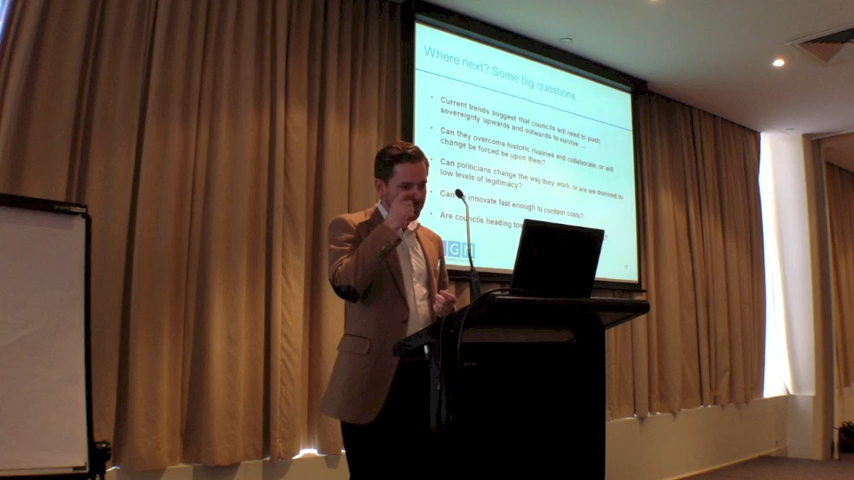 Where next? Some big questions...
• Current trends suggest that councils will need to push
sovereignty upwards and outwards to survive ...
• Can they overcome historic rivalries and collaborate, or will
change be forced be upon them?
• Can politicians change the way they work, or are we doomed to
low levels of legitimacy?
• innovate fast enough to contain costs?
• Are councils heading
G